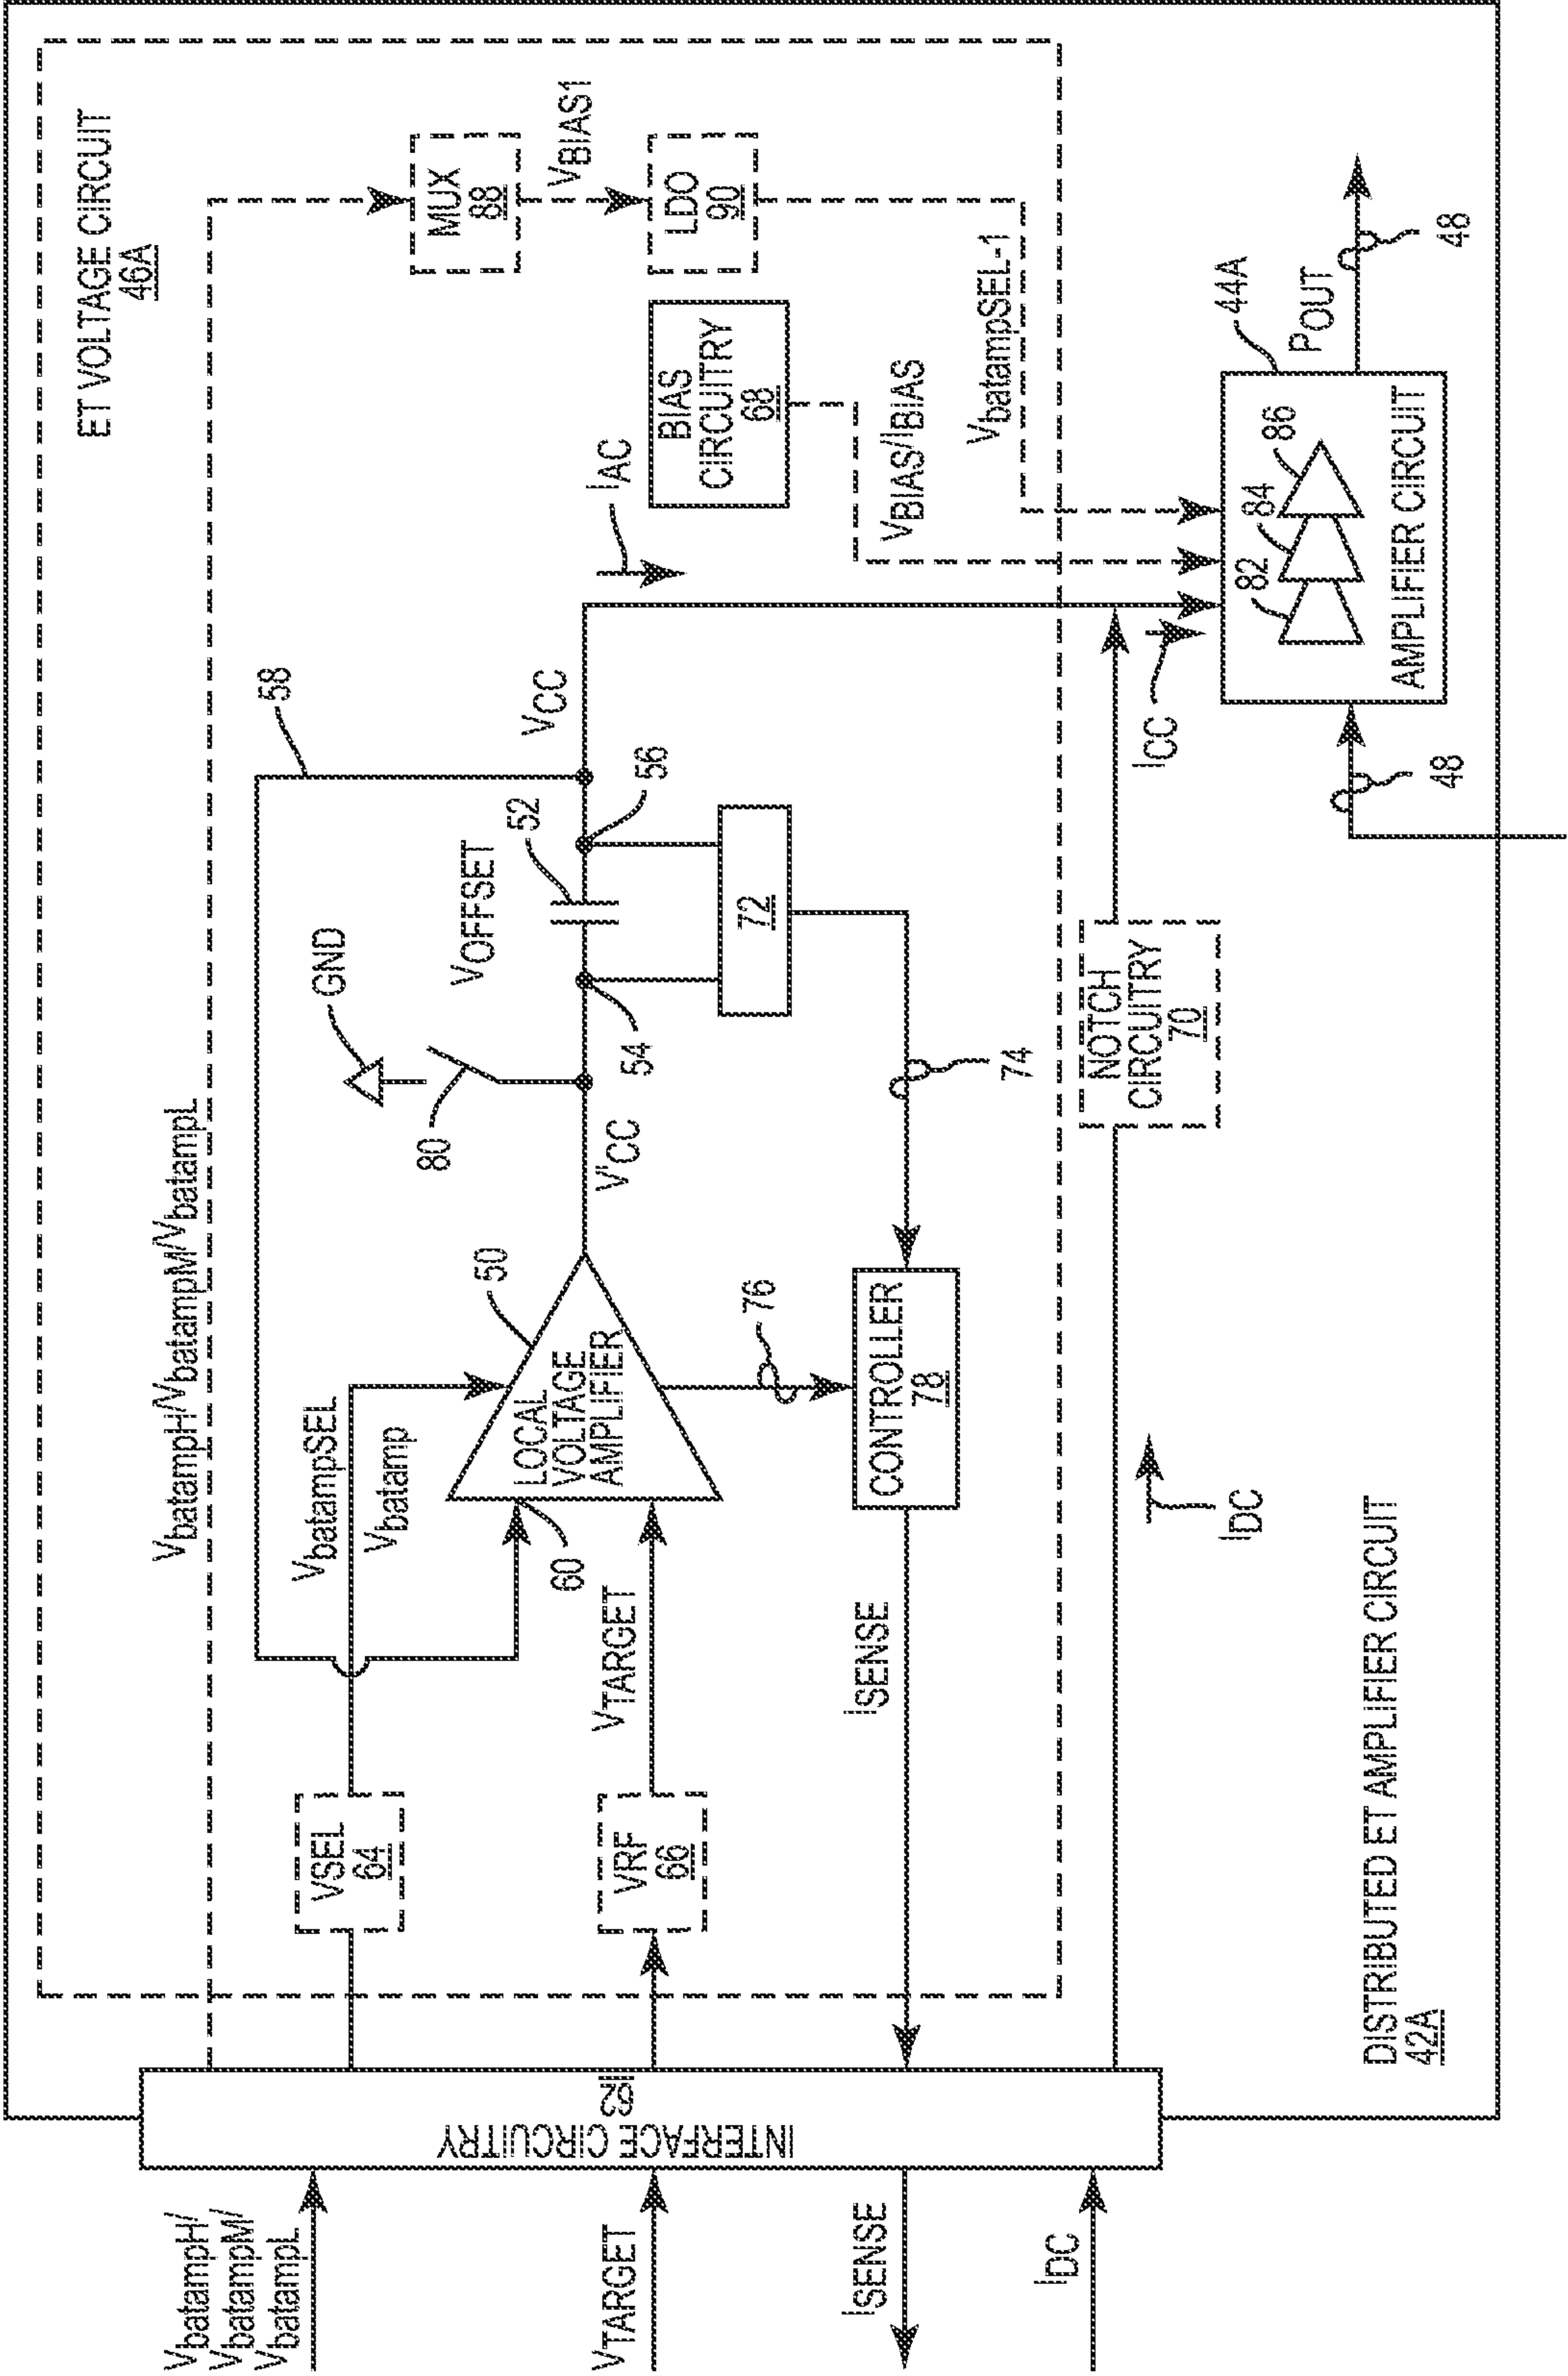 ET VOLTAGE CIRCUIT
46A
VbatampH/VbatampM/VbatampL
MUX
88
VBIAS1
LDO
90
58
GND
80
VOFFSET
52
VCC
IAC
BIAS
CIRCUITRY
68
VbatampSEL
Vbatamp
50
LOCAL
VOLTAGE
AMPLIFIER
60
V'CC
54
56
72
VBIAS/IBIAS
VbatampSEL-1
VSEL
64
VRF
66
VTARGET
76
CONTROLLER
78
74
ISENSE
NOTCH
CIRCUITRY
70
ICC
IDC
44A
82
84
86
AMPLIFIER CIRCUIT
POUT
48
48
INTERFACE CIRCUITRY
62
VbatampH/
VbatampM/
VbatampL
VTARGET
ISENSE
IDC
DISTRIBUTED ET AMPLIFIER CIRCUIT
42A